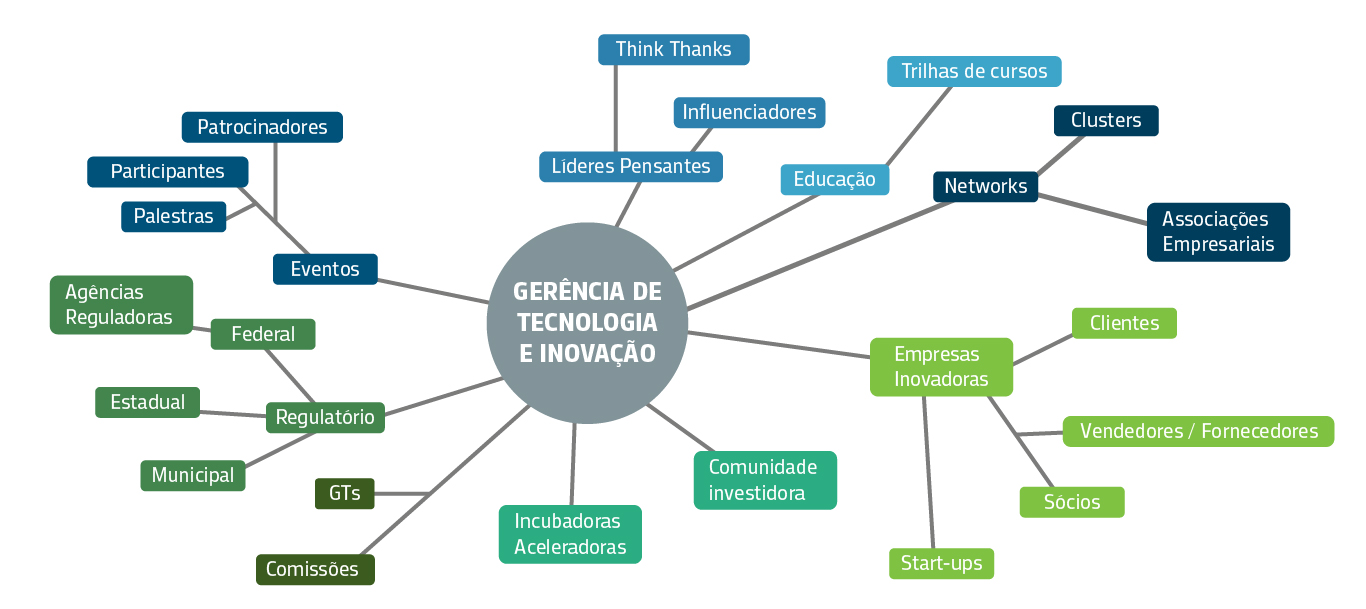 Think Thanks
Trilhas de cursos
Influenciadores
Clusters
Patrocinadores
Participantes
Líderes Pensantes
Educação
Networks
Palestras
Associações
Empresariais
Eventos
GERÊNCIA DE
TECNOLOGIA
E INOVAÇÃO
Agências
Reguladoras
Federal
Clientes
Empresas
Inovadoras
Estadual
Regulatório
Vendedores / Fornecedores
Municipal
Comunidade
investidora
GTs
Sócios
Incubadoras
Aceleradoras
Start-ups
Comissões